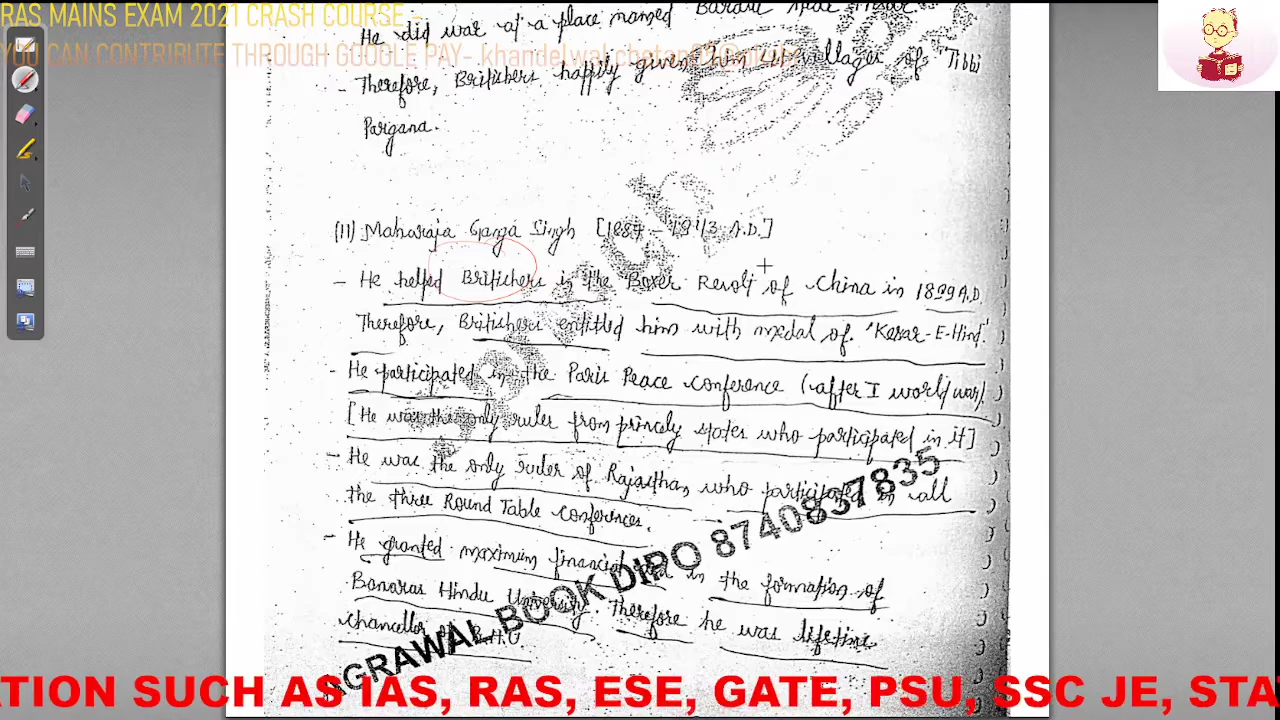 RAS MAINS EXAM 2021 CRASH COURSE -
YOU CAN CONTRIBUTE THROUGH GOOGLE PAY-
He did war at a place named
- Therefore, Britishers happily given him villages of 'Tibbi
Pargana.
(11) Maharaja Ganga Singh [1887 - 1943 A.D.]
- He helped Britishers in the Boxer Revolt of China in 1899 A.D.
Therefore, Britishers entitled him with medal of 'Kesar-E-Hind'
- He participated in the Paris Peace conference (after I world war)
[He was the only ruler from princely states who participated in it]
- He was the only ruler of Rajasthan, who participated in all
the three Round Table conferences.
- He granted maximum financial in the formation of
Banaras Hindu University. Therefore he was lifetime
chancellor of B.H.U
AGRAWAL BOOK DIPO 8740837835
ATION SUCH AS IAS, RAS, ESE, GATE, PSU, SSC JE, STA